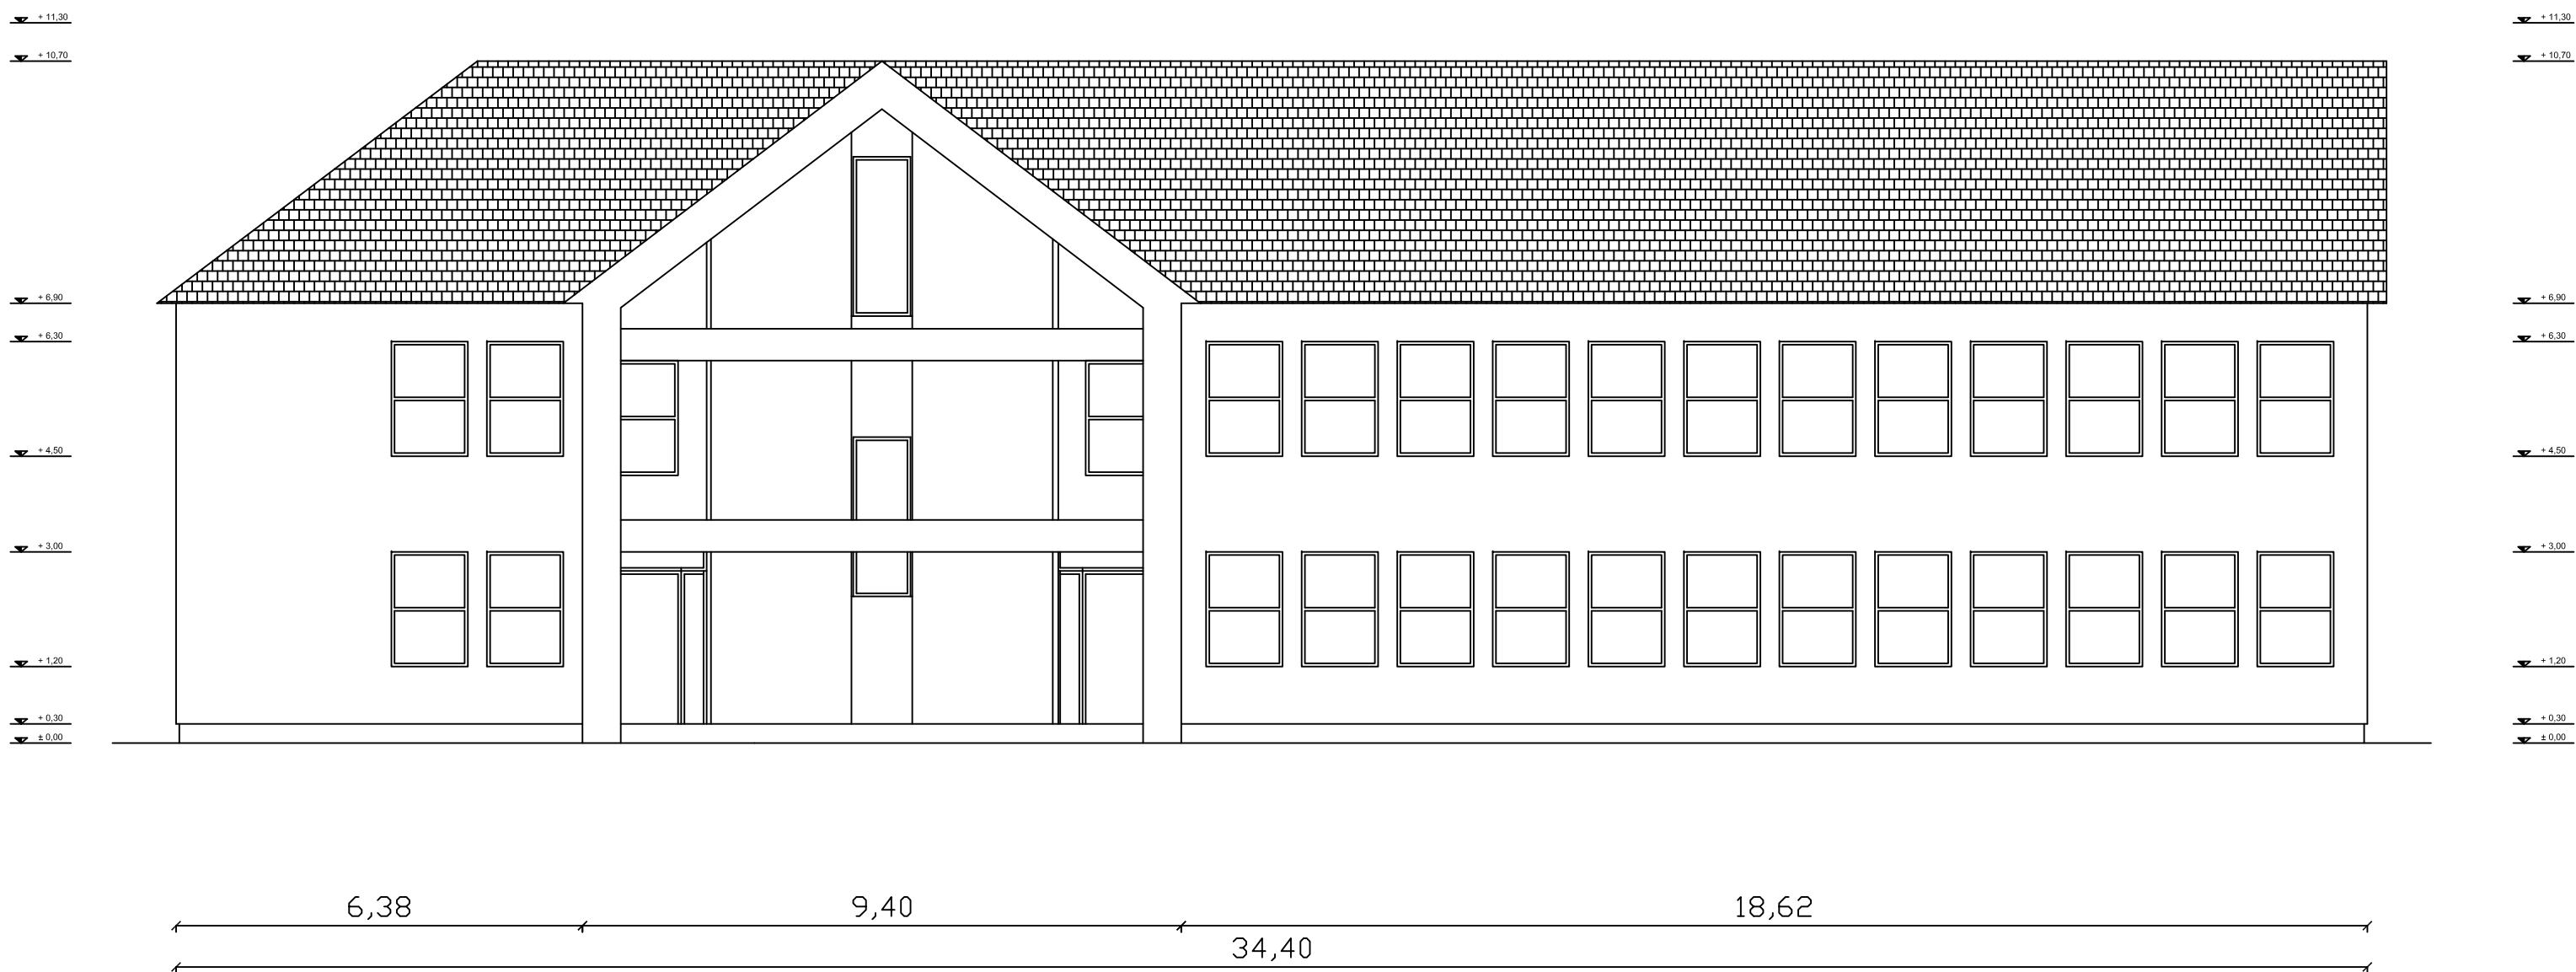 + 11,30 + 11,30
+ 10,70 + 10,70
+ 6,90 + 6,90
+ 6,30 + 6,30
+ 4,50 + 4,50
+ 3,00 + 3,00
+ 1,20 + 1,20
+ 0,30 + 0,30
± 0,00 ± 0,00
6,38 9,40 18,62
34,40